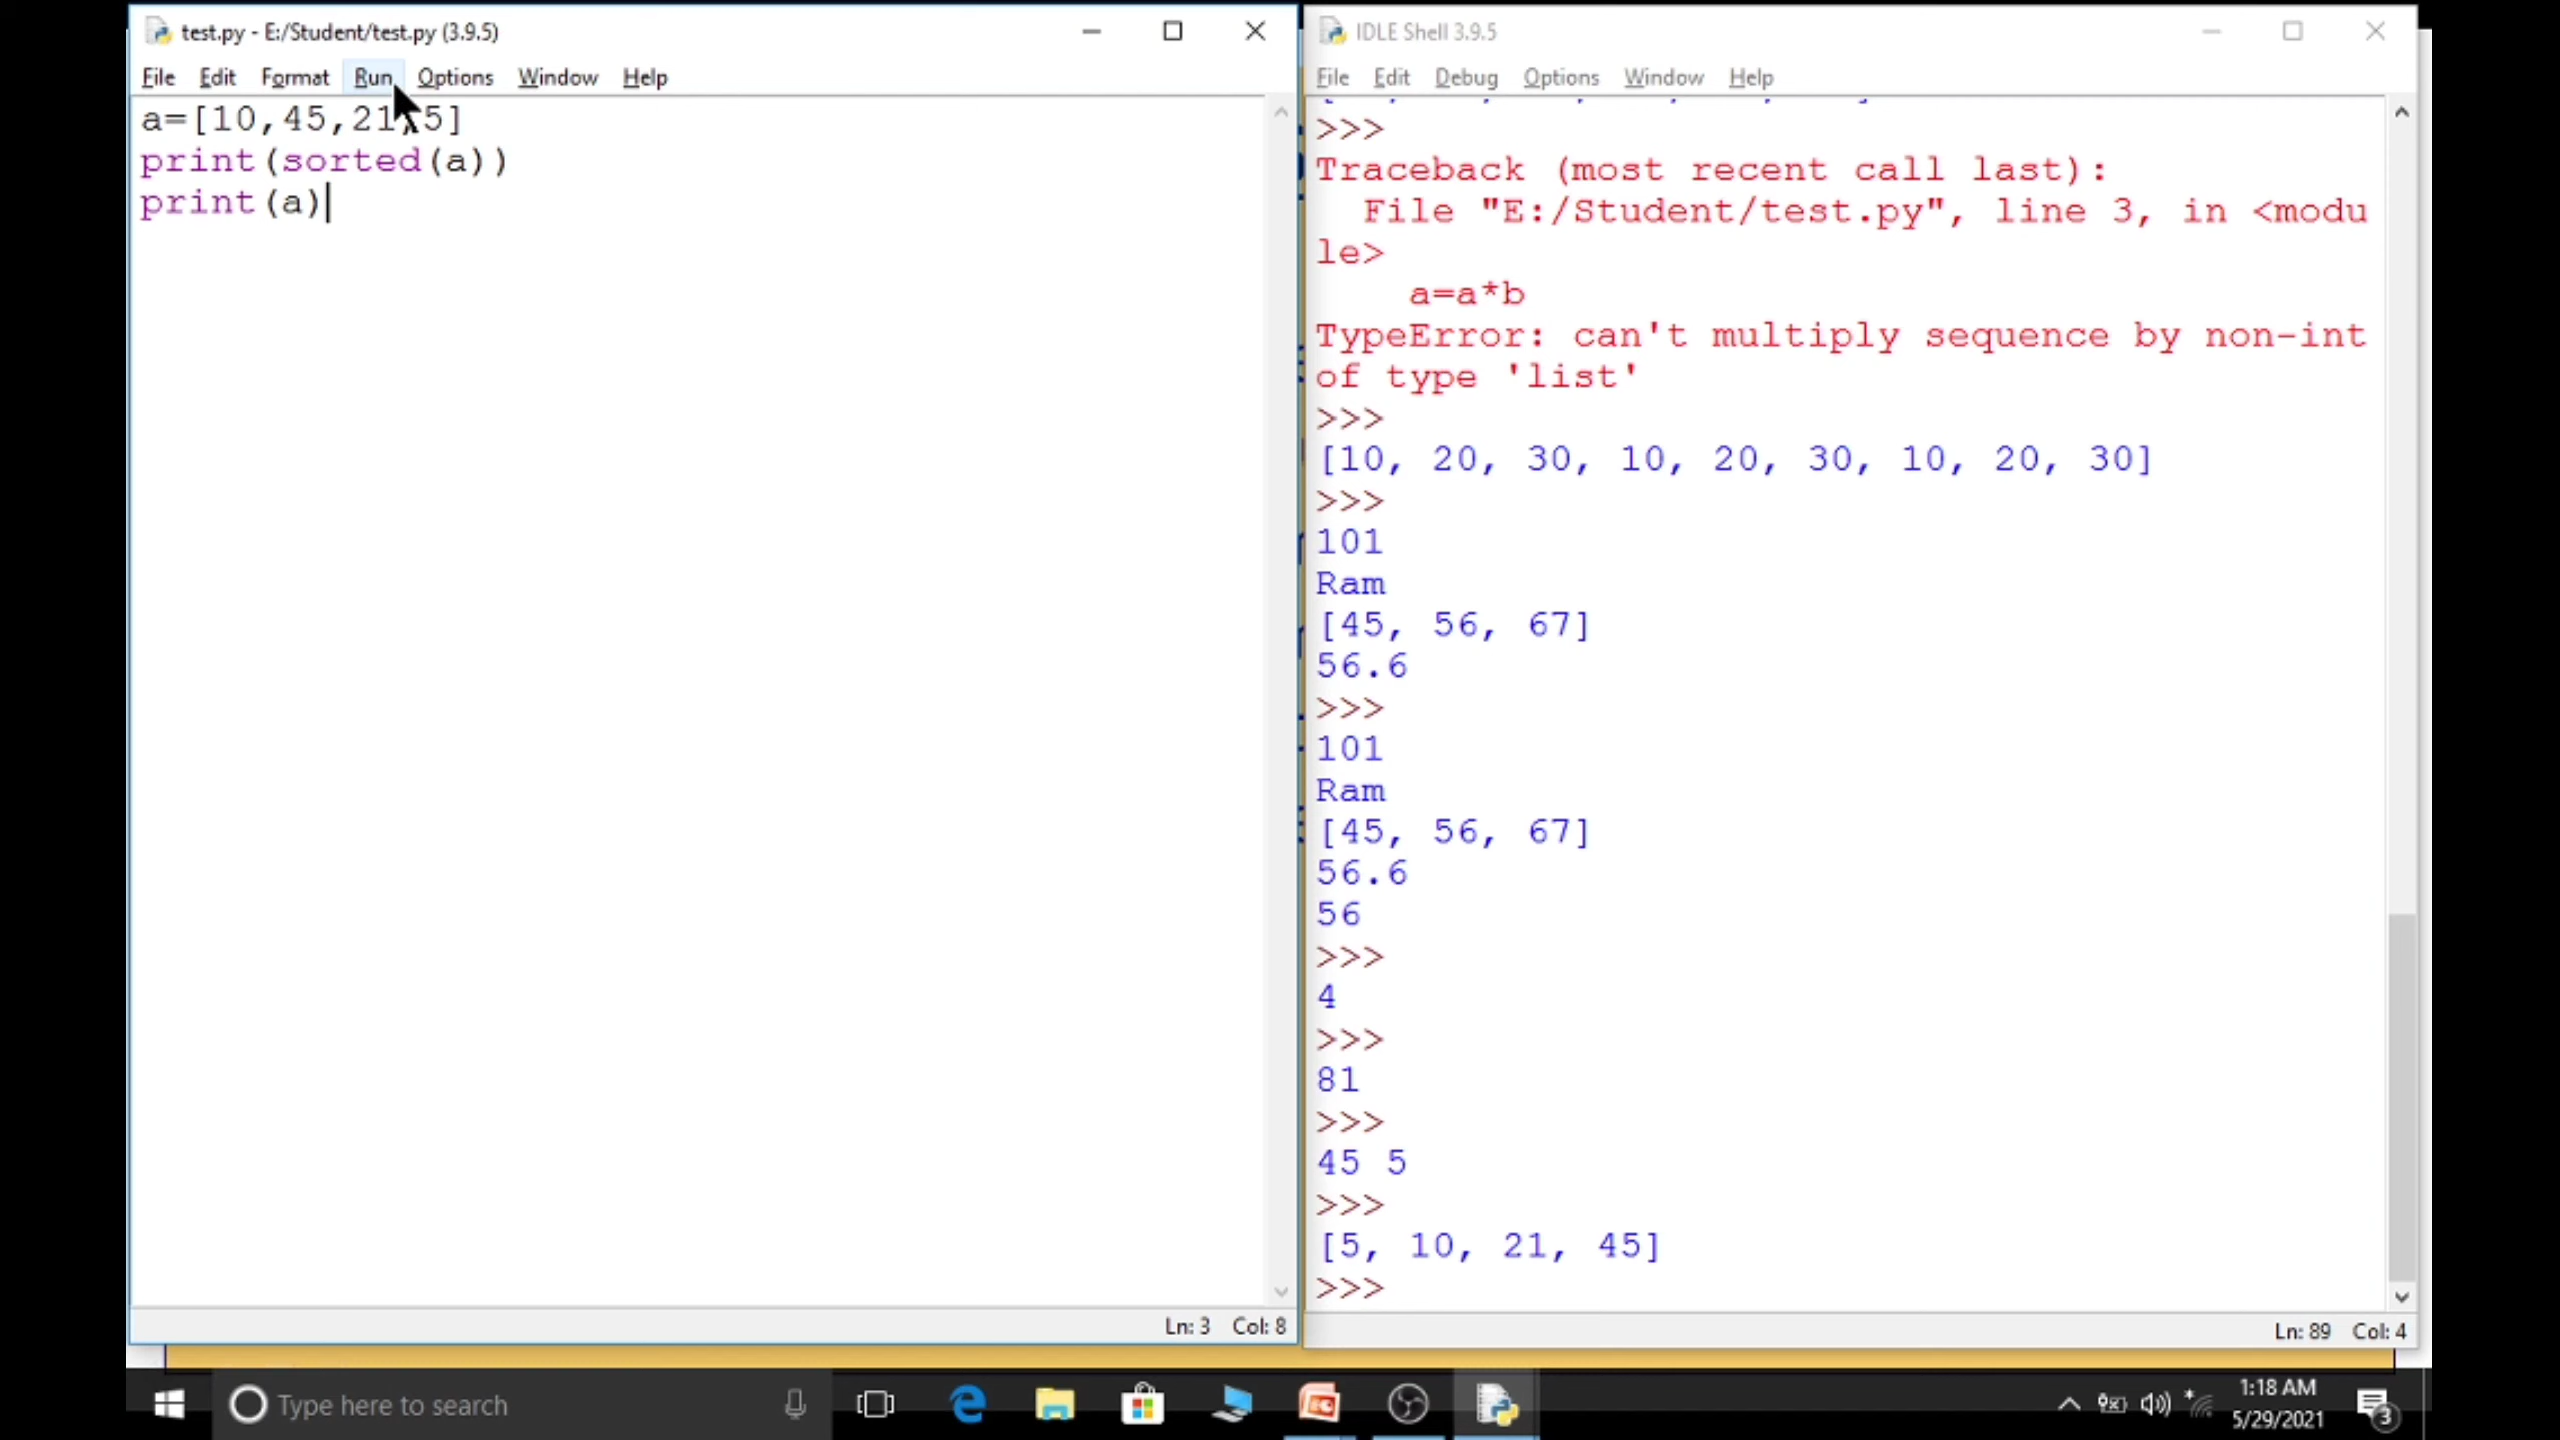 test.py - E:/Student/test.py (3.9.5)
File Edit Format Run Options Window Help
a=[10,45,21,5]
print(sorted(a))
print(a)
Ln: 3 Col: 8
IDLE Shell 3.9.5
File Edit Debug Options Window Help
>>>
Traceback (most recent call last):
File "E:/Student/test.py", line 3, in <modu
le>
a=a*b
TypeError: can't multiply sequence by non-int
of type 'list'
>>>
[10, 20, 30, 10, 20, 30, 10, 20, 30]
>>>
101
Ram
[45, 56, 67]
56.6
>>>
101
Ram
[45, 56, 67]
56.6
56
>>>
4
>>>
81
>>>
45 5
>>>
[5, 10, 21, 45]
>>>
Ln: 89 Col: 4
Type here to search
1:18 AM
5/29/2021
3